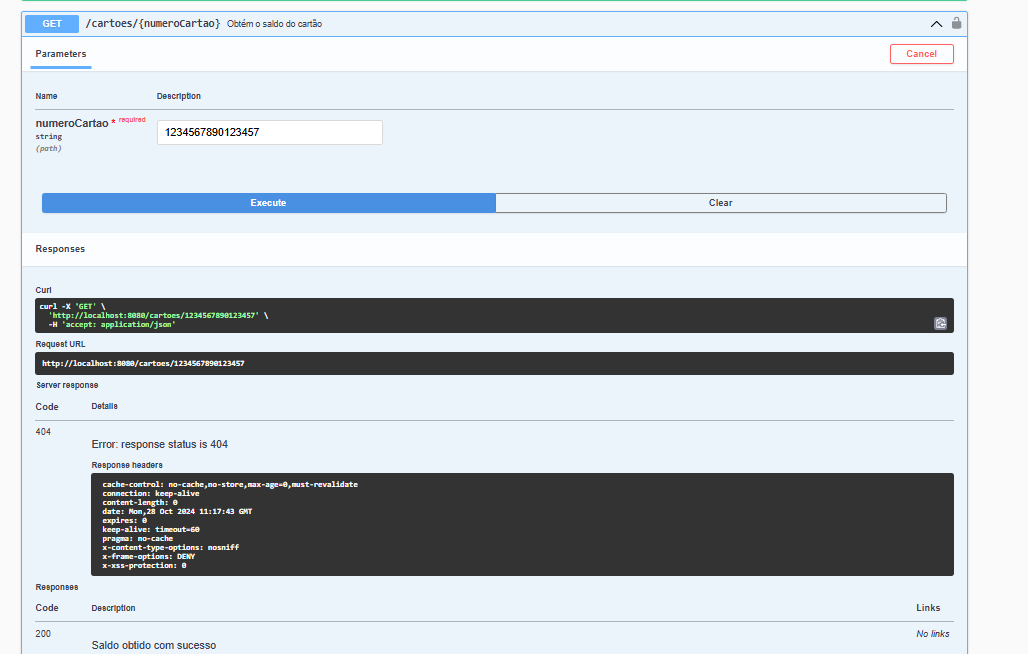 GET /cartoes/{numeroCartao} Obtém o saldo do cartão
Parameters
Cancel
Name Description
numeroCartao * required
string
(path)
1234567890123457
Execute Clear
Responses
Curl
curl -X 'GET' \
'http://localhost:8080/cartoes/1234567890123457' \
-H 'accept: application/json'
Request URL
http://localhost:8080/cartoes/1234567890123457
Server response
Code Details
404
Error: response status is 404
Response headers
cache-control: no-cache,no-store,max-age=0,must-revalidate
connection: keep-alive
content-length: 0
date: Mon,28 Oct 2024 11:17:43 GMT
expires: 0
keep-alive: timeout=60
pragma: no-cache
x-content-type-options: nosniff
x-frame-options: DENY
x-xss-protection: 0
Responses
Code Description Links
200 No links
Saldo obtido com sucesso